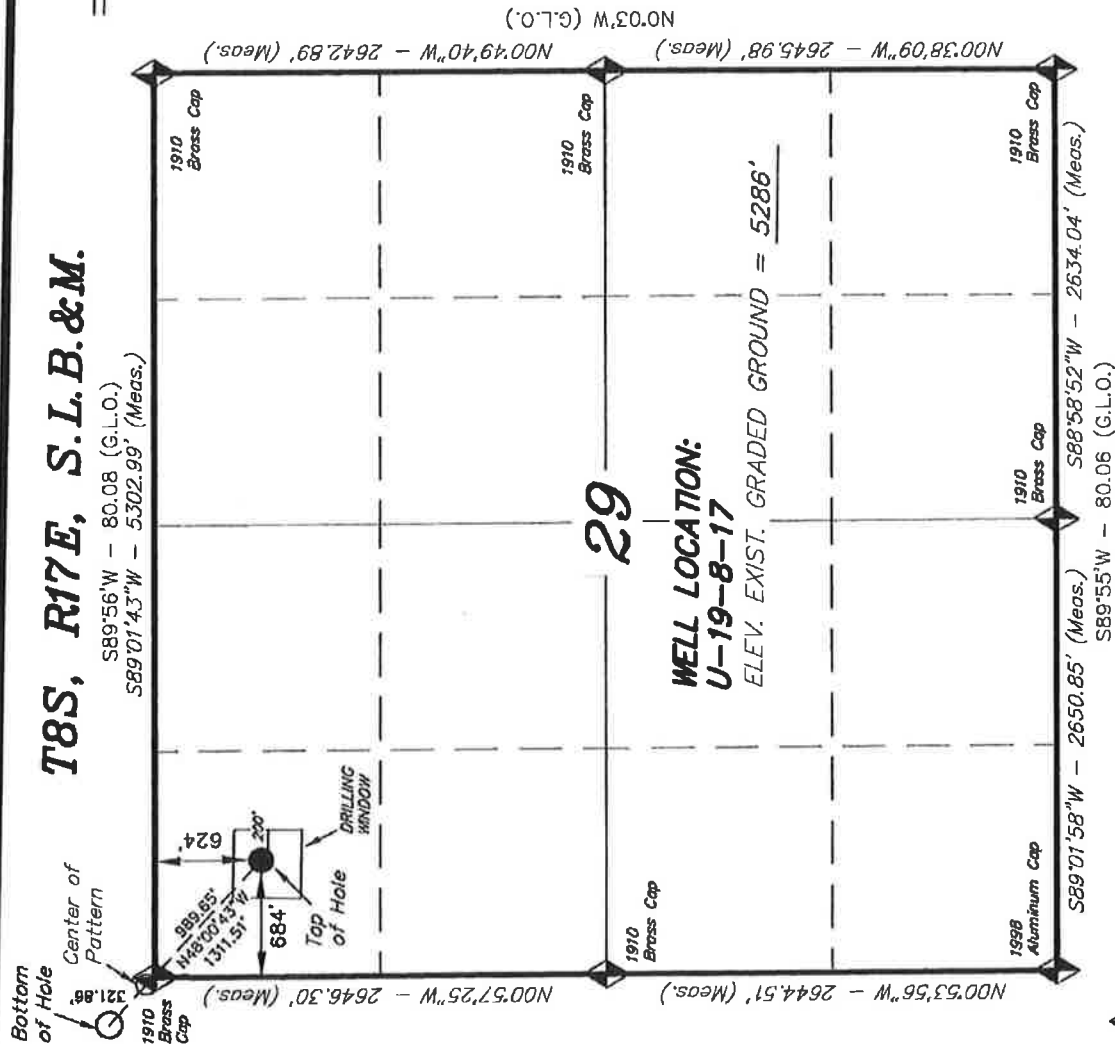 T8S, R17E, S.L.B.&M.
S89°56'W - 80.08 (G.L.O.)
S89°01'43"W - 5302.99' (Meas.)
Bottom
of Hole
Center of
Pattern
321.86'
1910
Brass
Cap
989.65'
N48°00'43"W
1311.51'
624'
684'
200'
Top
of Hole
DRILLING
WINDOW
1910
Brass Cap
N00°57'25"W - 2646.30' (Meas.)
N00°49'40"W - 2642.89' (Meas.)
N0°03'W (G.L.O.)
29
1910
Brass Cap
1910
Brass Cap
WELL LOCATION:
U-19-8-17
ELEV. EXIST. GRADED GROUND = 5286'
N00°53'56"W - 2644.51' (Meas.)
N00°38'09"W - 2645.98' (Meas.)
1998
Aluminum Cap
1910
Brass Cap
1910
Brass Cap
S89°01'58"W - 2650.85' (Meas.)
S88°58'52"W - 2634.04' (Meas.)
S89°55'W - 80.06 (G.L.O.)